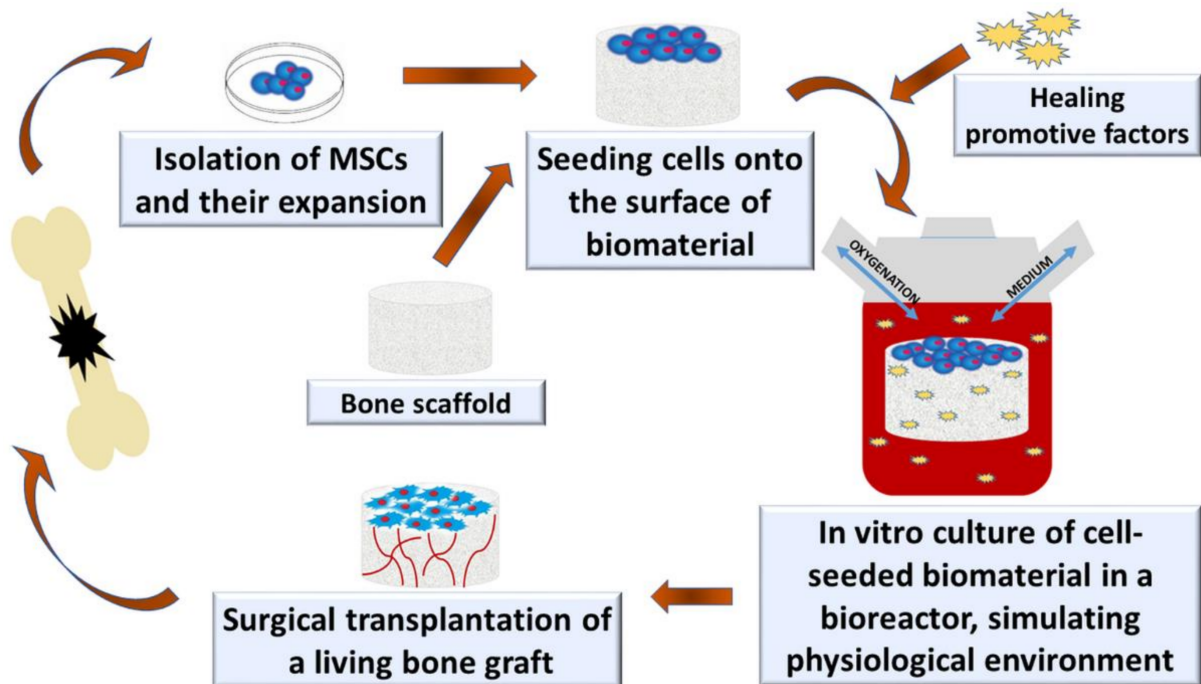 Isolation of MSCs
and their expansion
Seeding cells onto
the surface of
biomaterial
Healing
promotive factors
Bone scaffold
OXYGENATION
MEDIUM
In vitro culture of cell-
seeded biomaterial in a
bioreactor, simulating
physiological environment
Surgical transplantation of
a living bone graft